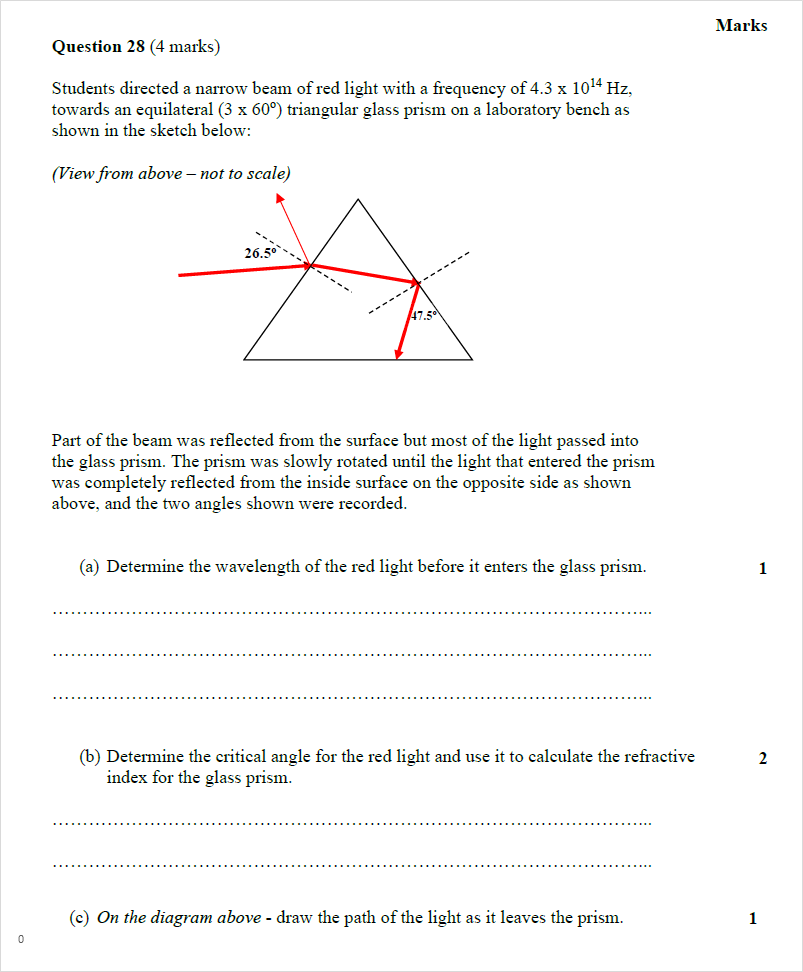 Marks
Question 28 (4 marks)
Students directed a narrow beam of red light with a frequency of 4.3 x 10¹⁴ Hz,
towards an equilateral (3 x 60º) triangular glass prism on a laboratory bench as
shown in the sketch below:
(View from above – not to scale)
26.5º
47.5º
Part of the beam was reflected from the surface but most of the light passed into
the glass prism. The prism was slowly rotated until the light that entered the prism
was completely reflected from the inside surface on the opposite side as shown
above, and the two angles shown were recorded.
(a) Determine the wavelength of the red light before it enters the glass prism. 1
…………………………………………………………………………………..
…………………………………………………………………………………..
…………………………………………………………………………………..
(b) Determine the critical angle for the red light and use it to calculate the refractive 2
index for the glass prism.
…………………………………………………………………………………..
…………………………………………………………………………………..
(c) On the diagram above - draw the path of the light as it leaves the prism. 1
0